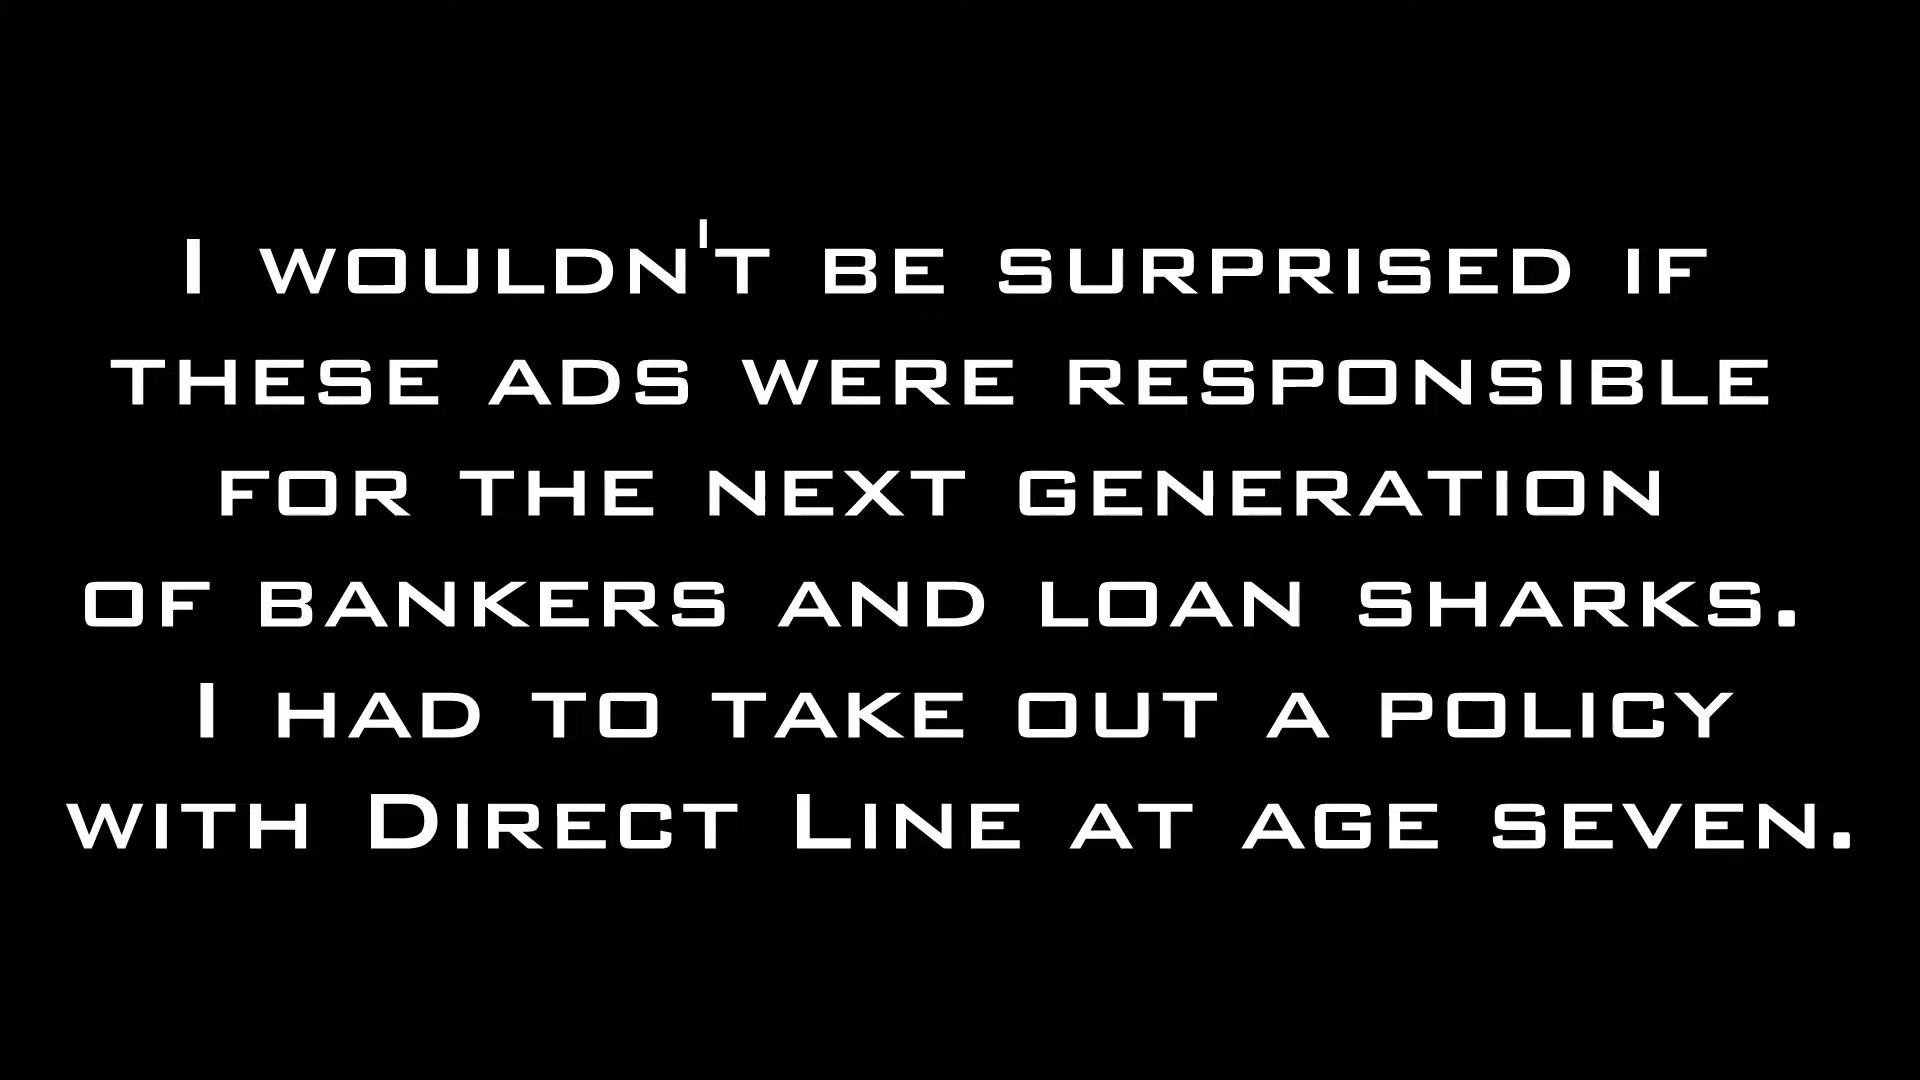 I wouldn't be surprised if
these ads were responsible
for the next generation
of bankers and loan sharks.
I had to take out a policy
with Direct Line at age seven.